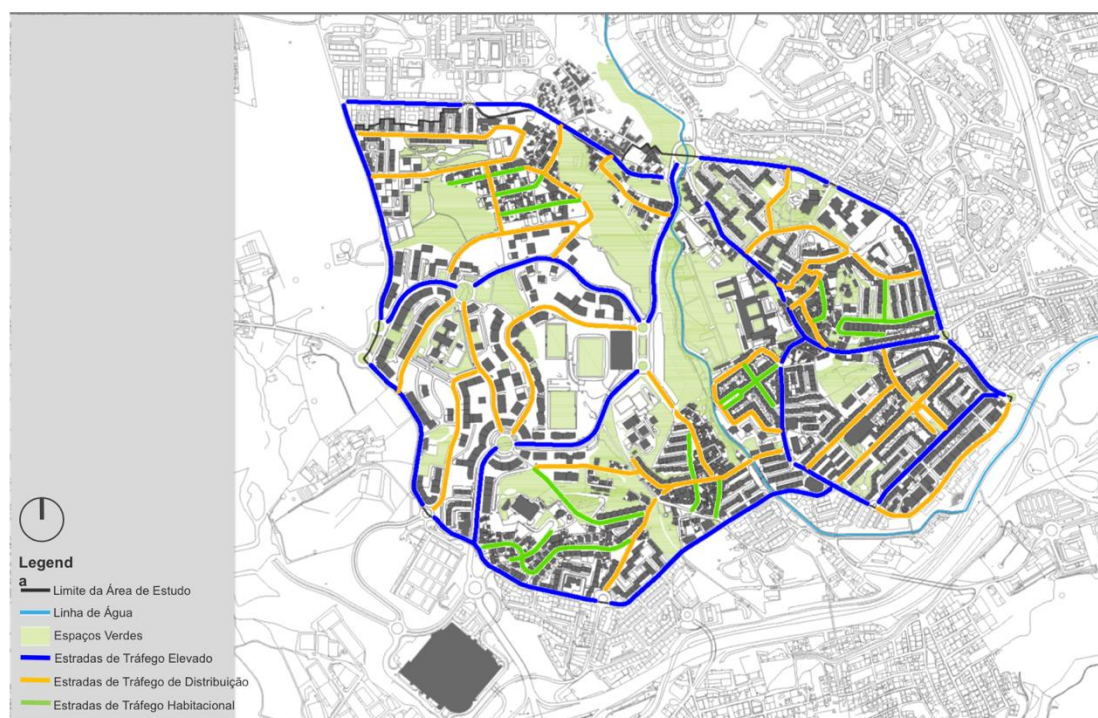 Legend
a
Limite da Área de Estudo
Linha de Água
Espaços Verdes
Estradas de Tráfego Elevado
Estradas de Tráfego de Distribuição
Estradas de Tráfego Habitacional